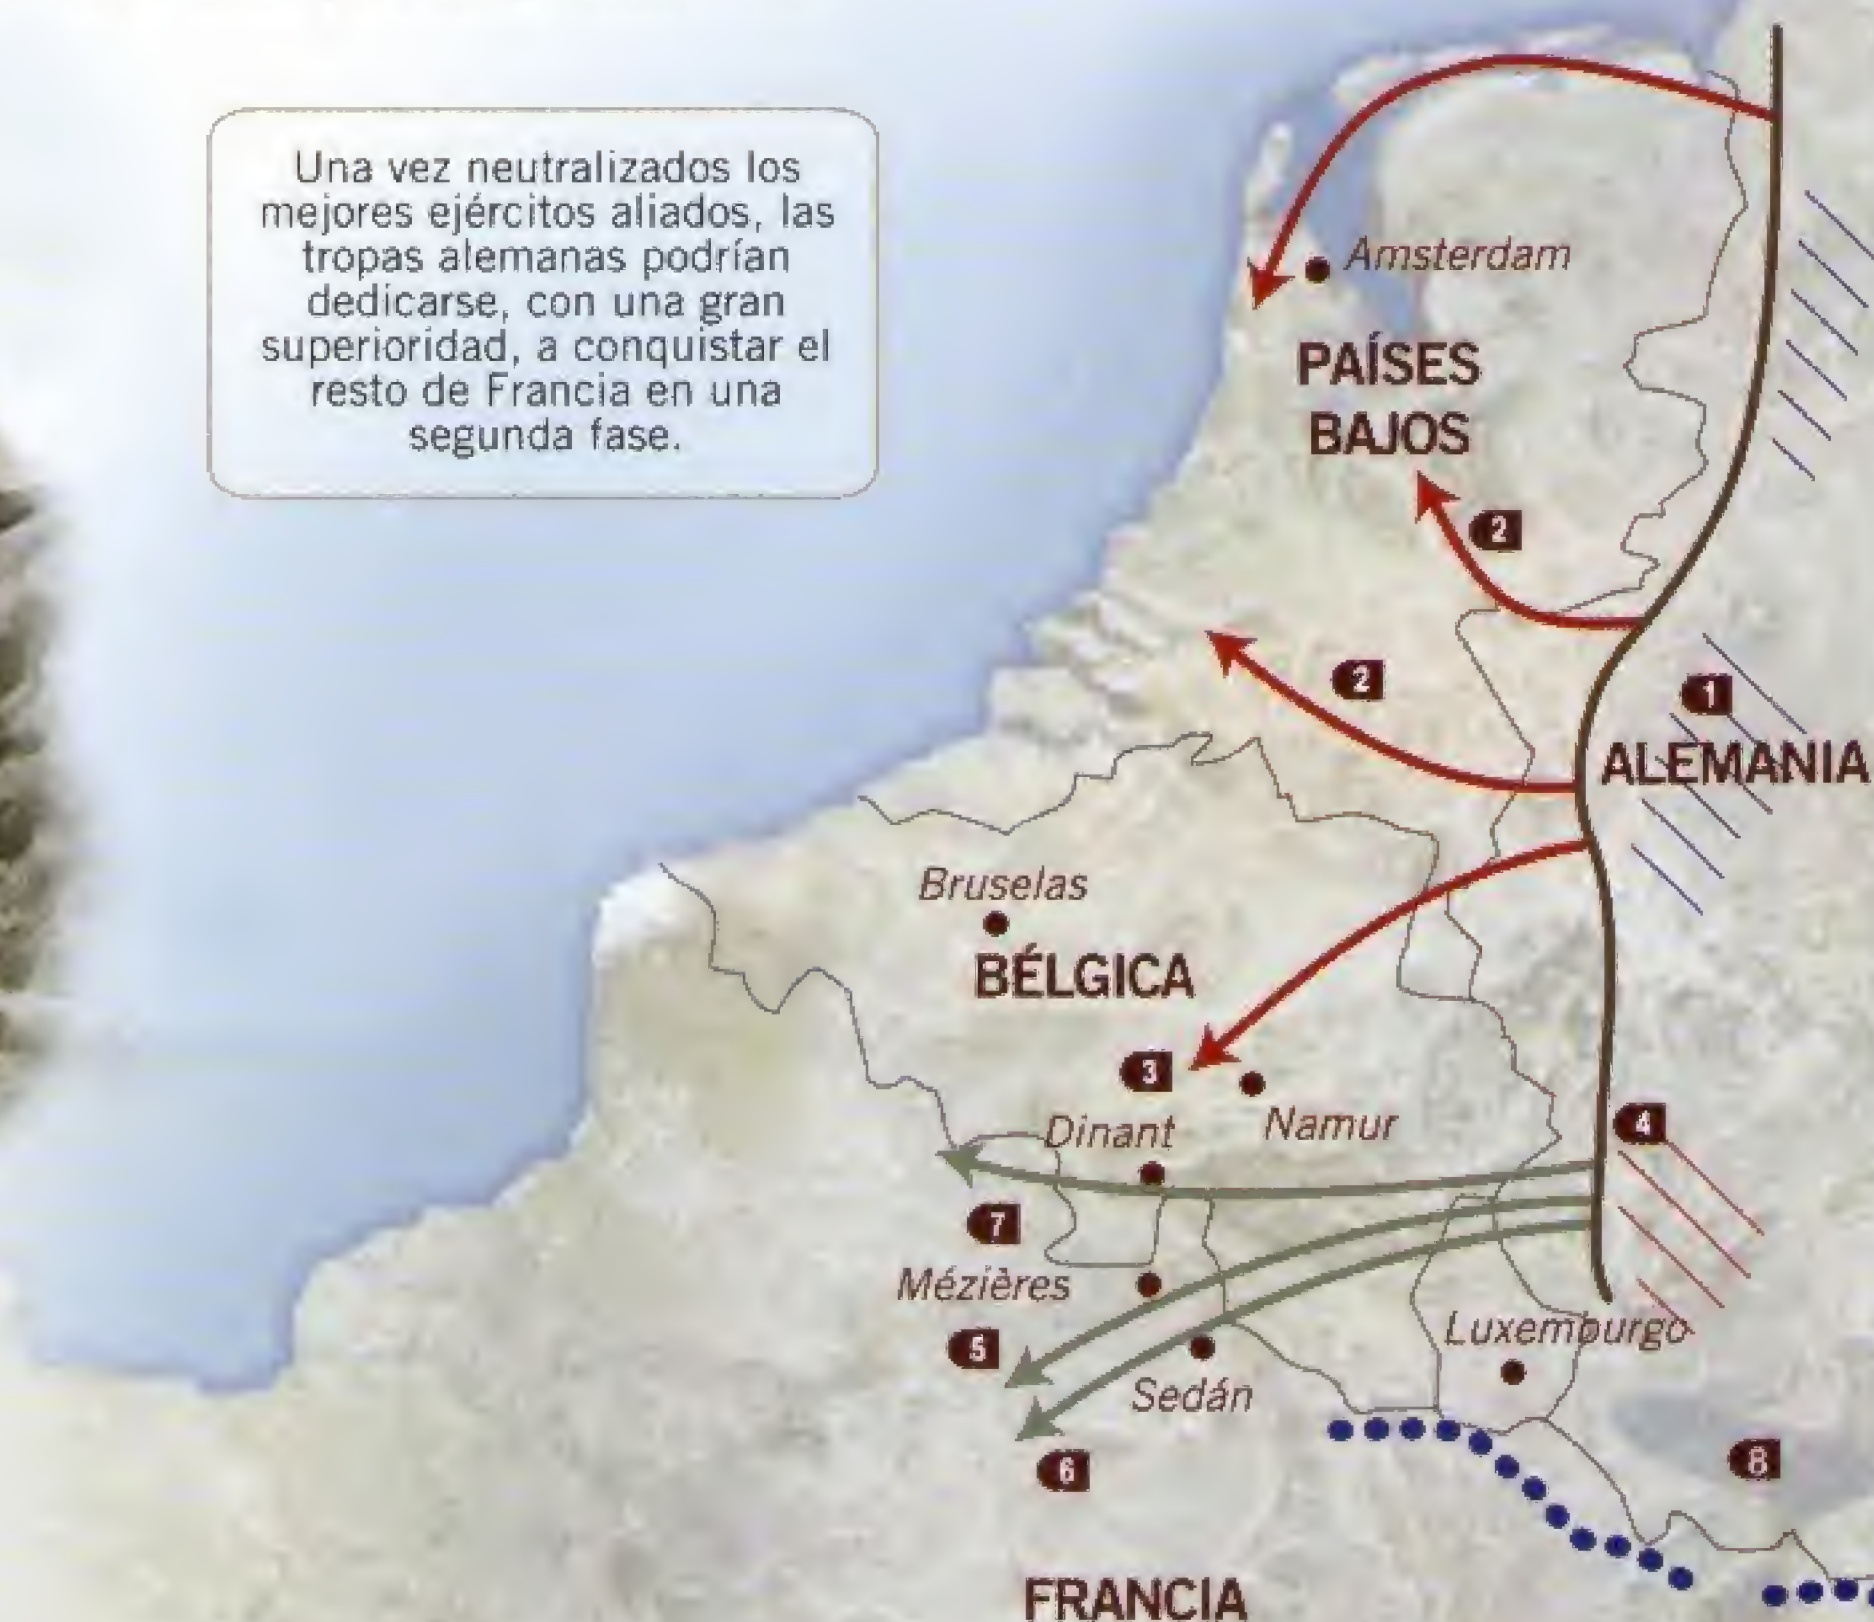 Una vez neutralizados los
mejores ejércitos aliados, las
tropas alemanas podrían
dedicarse, con una gran
superioridad, a conquistar el
resto de Francia en una
segunda fase.
Amsterdam
PAÍSES
BAJOS
2
2
1
ALEMANIA
Bruselas
BÉLGICA
3
Namur
Dinant
4
7
Mézières
5
Luxemburgo
Sedán
6
8
FRANCIA